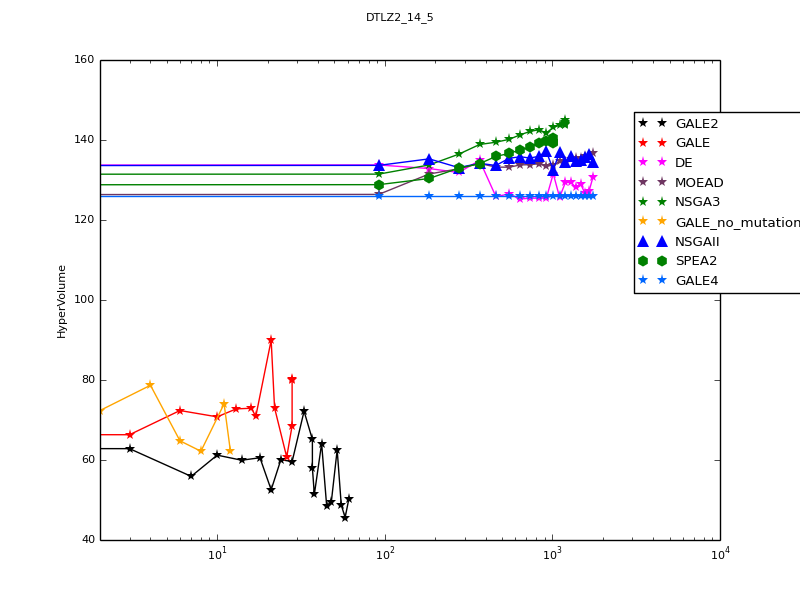 DTLZ2_14_5
160
140
120
100
80
60
40
HyperVolume
10^1
10^2
10^3
10^4
GALE2
GALE
DE
MOEAD
NSGA3
GALE_no_mutation
NSGAII
SPEA2
GALE4